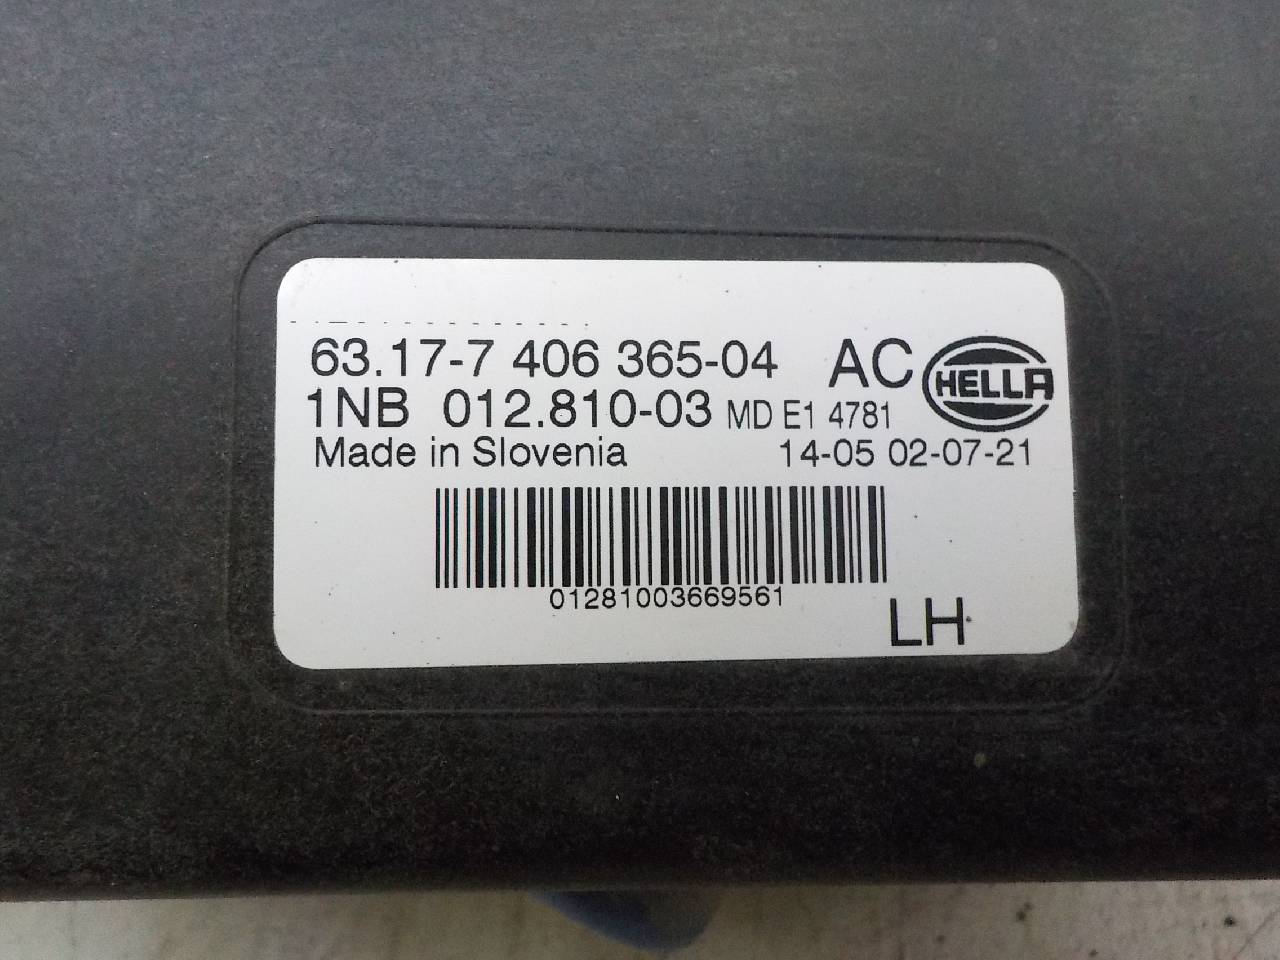 63.17-7 406 365-04 AC HELLA
1NB 012.810-03 MD E1 4781
Made in Slovenia 14-05 02-07-21
01281003669561
LH